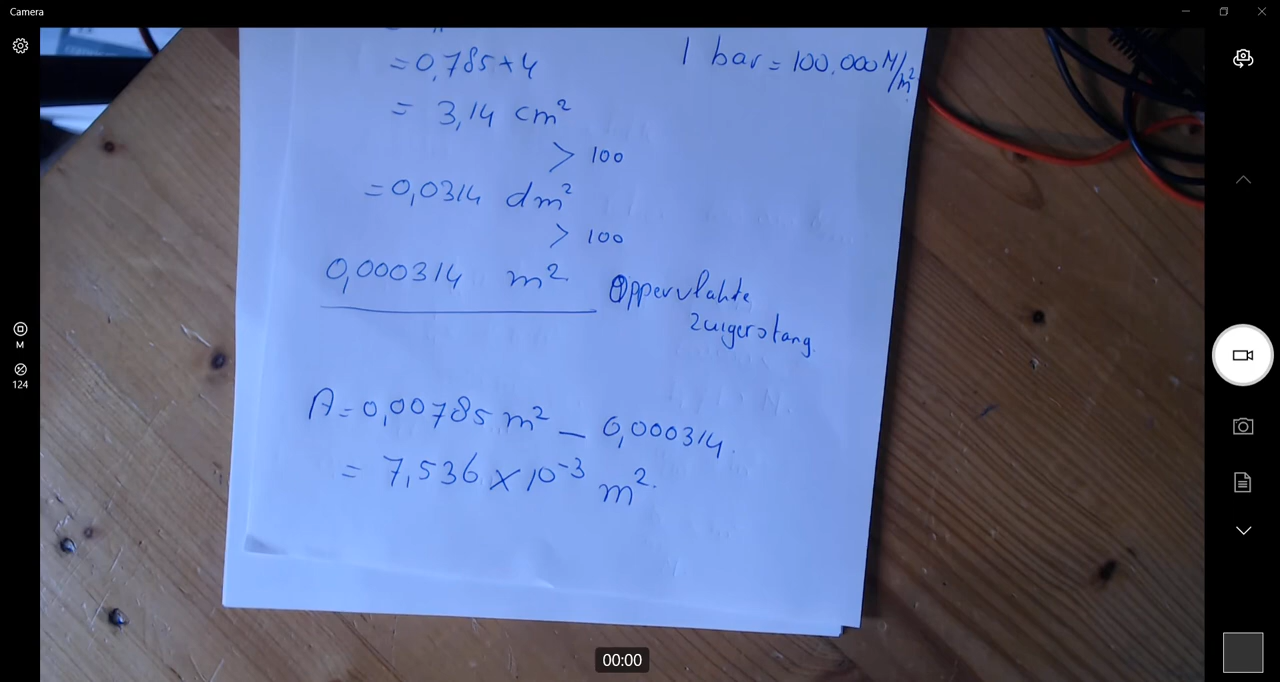 Camera
= 0,785 * 4
1 bar = 100.000 N/m²
= 3,14 cm²
> 100
= 0,0314 dm²
> 100
0,000314 m²
Oppervlakte
zuigerstang.
A = 0,00785 m² - 0,000314.
= 7,536 × 10⁻³ m².
M
124
00:00